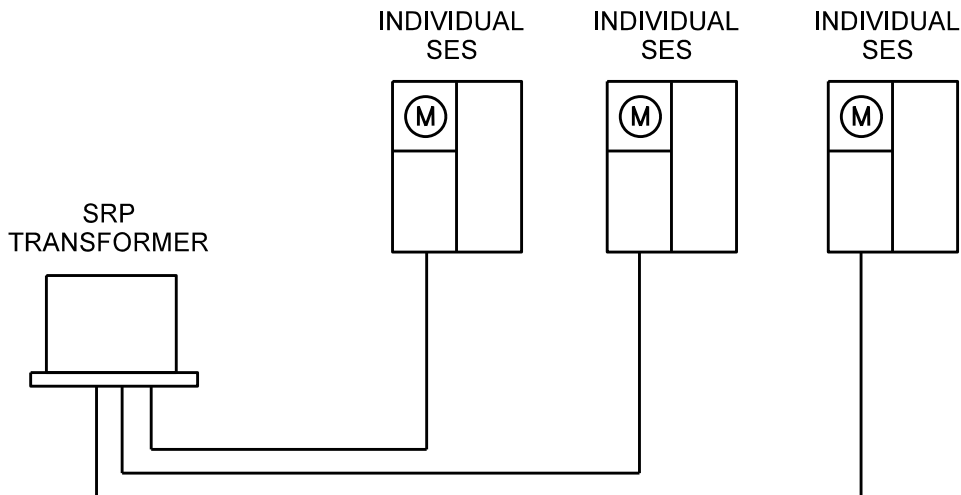 INDIVIDUAL
SES
INDIVIDUAL
SES
INDIVIDUAL
SES
M
M
M
SRP
TRANSFORMER